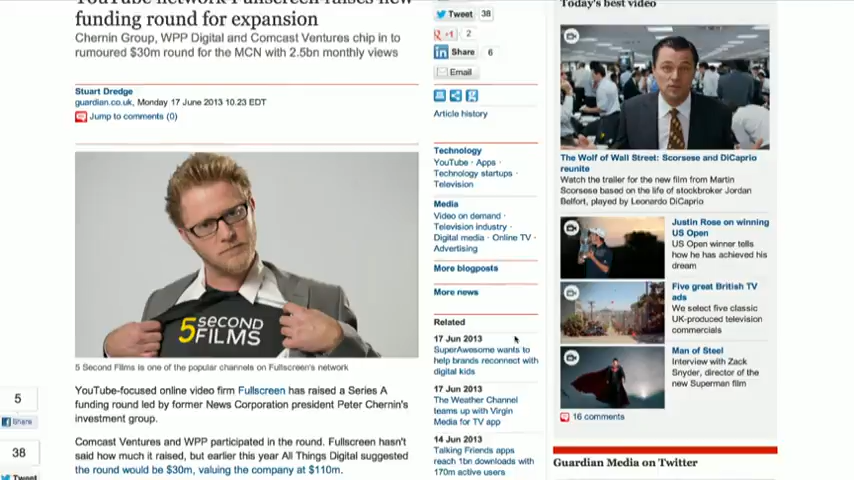 YouTube network Fullscreen raises new
funding round for expansion
Chernin Group, WPP Digital and Comcast Ventures chip in to
rumoured $30m round for the MCN with 2.5bn monthly views
Stuart Dredge
guardian.co.uk, Monday 17 June 2013 10.23 EDT
Jump to comments (0)
5 SECOND
FILMS
5 Second Films is one of the popular channels on Fullscreen's network
YouTube-focused online video firm Fullscreen has raised a Series A
funding round led by former News Corporation president Peter Chernin's
investment group.
Comcast Ventures and WPP participated in the round. Fullscreen hasn't
said how much it raised, but earlier this year All Things Digital suggested
the round would be $30m, valuing the company at $110m.
5
Share
38
Tweet
Tweet 38
+1 2
in Share 6
Email
Article history
Technology
YouTube · Apps ·
Technology startups ·
Television
Media
Video on demand ·
Television industry ·
Digital media · Online TV ·
Advertising
More blogposts
More news
Related
17 Jun 2013
SuperAwesome wants to
help brands reconnect with
digital kids
17 Jun 2013
The Weather Channel
teams up with Virgin
Media for TV app
14 Jun 2013
Talking Friends apps
reach 1bn downloads with
170m active users
Today's best video
The Wolf of Wall Street: Scorsese and DiCaprio
reunite
Watch the trailer for the new film from Martin
Scorsese based on the life of stockbroker Jordan
Belfort, played by Leonardo DiCaprio
Justin Rose on winning
US Open
US Open winner tells
how he has achieved his
dream
Five great British TV
ads
We select five classic
UK-produced television
commercials
Man of Steel
Interview with Zack
Snyder, director of the
new Superman film
16 comments
Guardian Media on Twitter